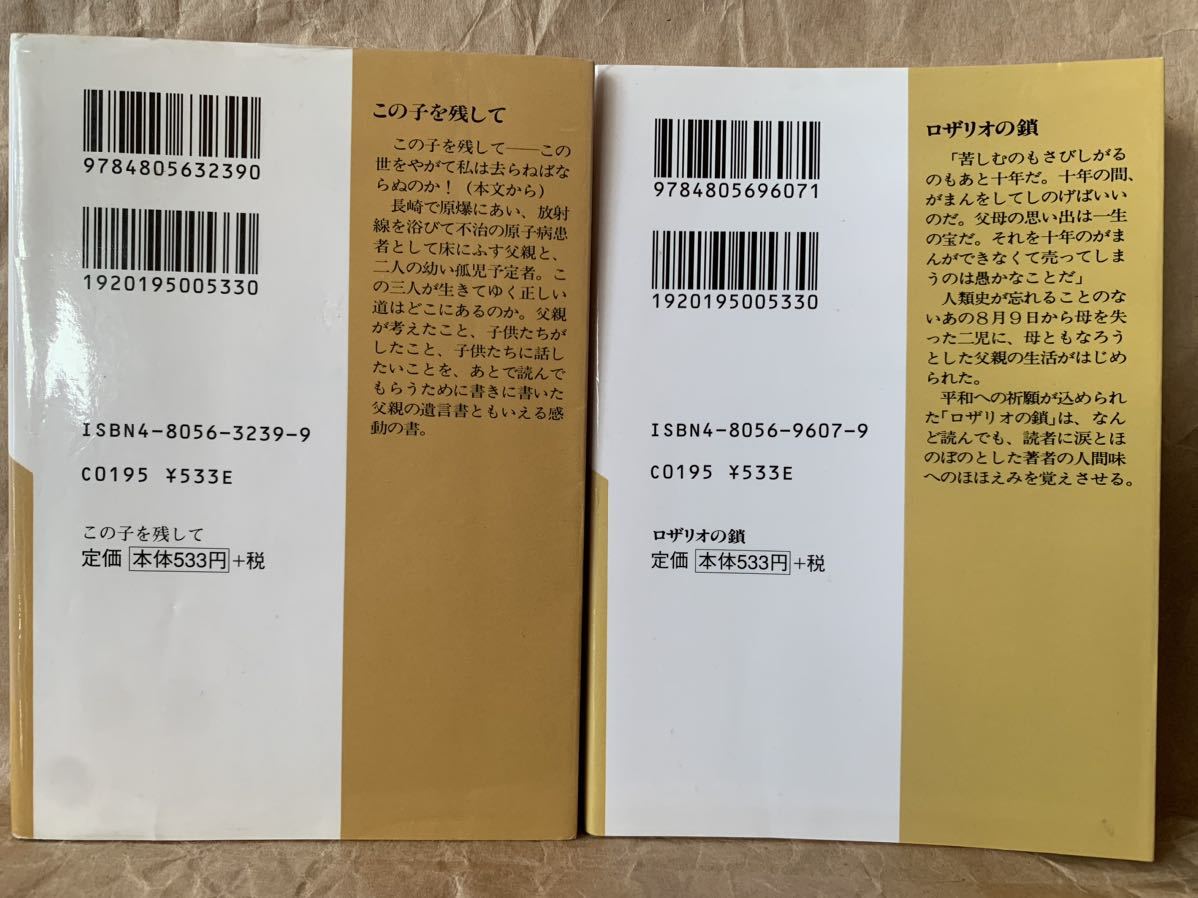 9784805632390
1920195005330
ISBN4-8056-3239-9
C0195 ¥533E
この子を残して
定価 本体533円+税
この子を残して
この子を残して――この
世をやがて私は去らねばな
らぬのか！（本文から）
長崎で原爆にあい、放射
線を浴びて不治の原子病患
者として床にふす父親と、
二人の幼い孤児予定者。こ
の三人が生きてゆく正しい
道はどこにあるのか。父親
が考えたこと、子供たちが
したこと、子供たちに話し
たいことを、あとで読んで
もらうために書きに書いた
父親の遺言書ともいえる感
動の書。
9784805696071
1920195005330
ISBN4-8056-9607-9
C0195 ¥533E
ロザリオの鎖
定価 本体533円+税
ロザリオの鎖
「苦しむのもさびしがる
のもあと十年だ。十年の間、
がまんをしてしのげばいい
のだ。父母の思い出は一生
の宝だ。それを十年のがま
んができなくて売ってしま
うのは愚かなことだ」
人類史が忘れることのな
いあの8月9日から母を失
った二児に、母ともなろう
とした父親の生活がはじめ
られた。
平和への祈願が込められ
た「ロザリオの鎖」は、なん
ど読んでも、読者に涙とほ
のぼのとした著者の人間味
へのほほえみを覚えさせる。